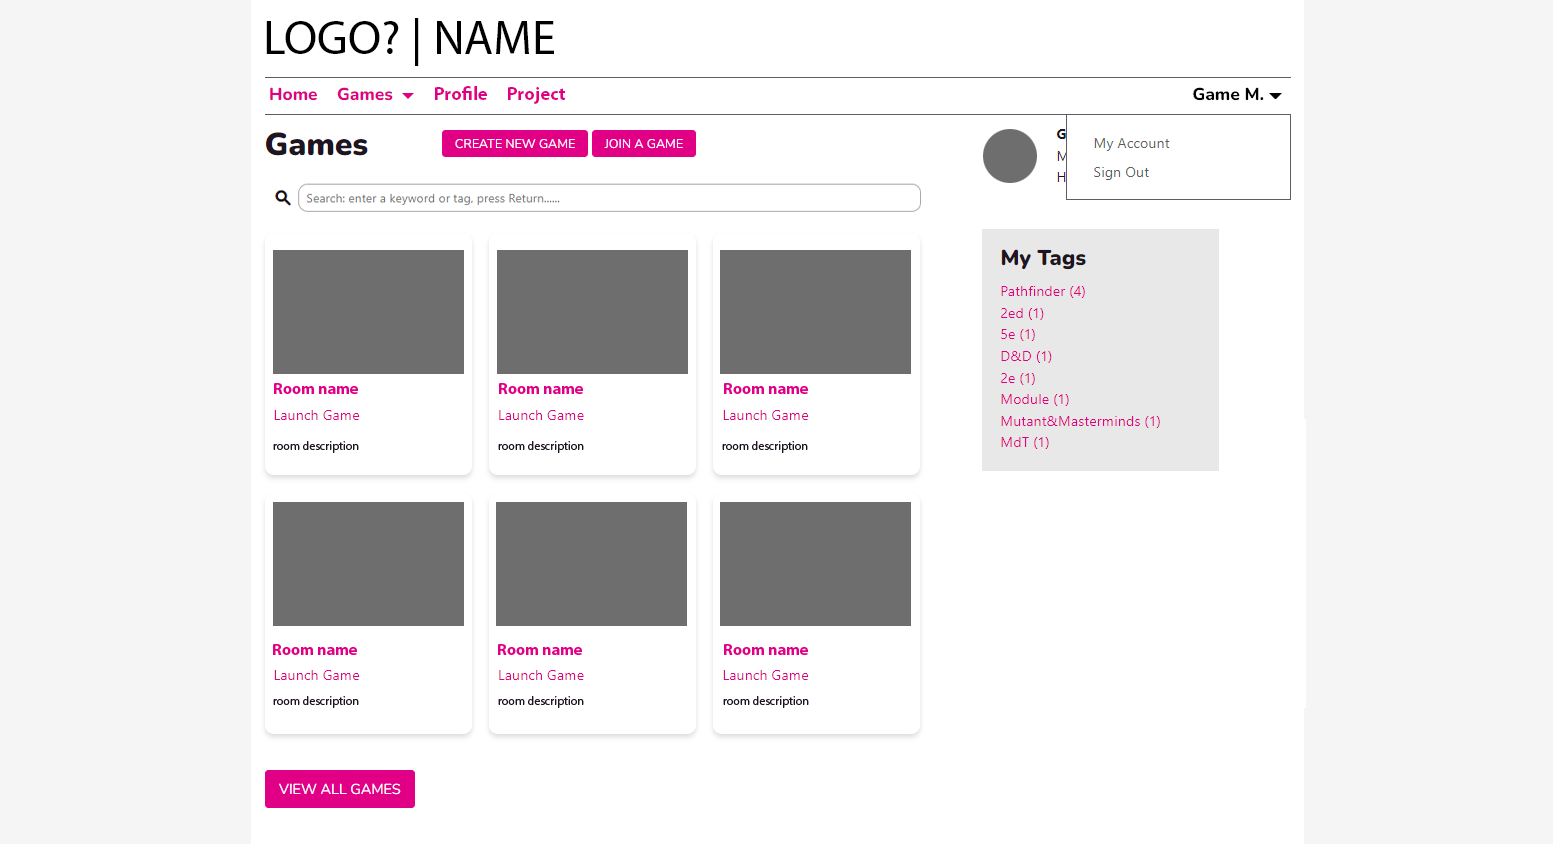 LOGO? | NAME
Home Games Profile Project Game M.
My Account
Sign Out
Games CREATE NEW GAME JOIN A GAME
Search: enter a keyword or tag, press Return......
Room name Room name Room name
Launch Game Launch Game Launch Game
room description room description room description
Room name Room name Room name
Launch Game Launch Game Launch Game
room description room description room description
VIEW ALL GAMES
My Tags
Pathfinder (4)
2ed (1)
5e (1)
D&D (1)
2e (1)
Module (1)
Mutant&Masterminds (1)
MdT (1)